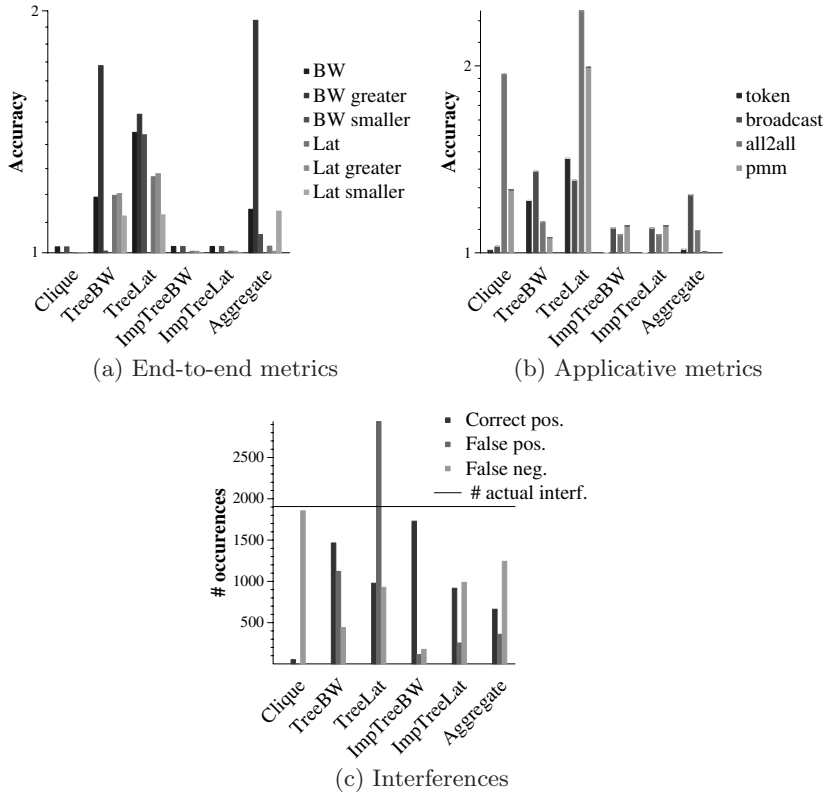 2
1
Accuracy
BW
BW greater
BW smaller
Lat
Lat greater
Lat smaller
Clique
TreeBW
TreeLat
ImpTreeBW
ImpTreeLat
Aggregate
(a) End-to-end metrics
2
1
Accuracy
token
broadcast
all2all
pmm
Clique
TreeBW
TreeLat
ImpTreeBW
ImpTreeLat
Aggregate
(b) Applicative metrics
Correct pos.
False pos.
False neg.
# actual interf.
2500
2000
1500
1000
500
# occurences
Clique
TreeBW
TreeLat
ImpTreeBW
ImpTreeLat
Aggregate
(c) Interferences